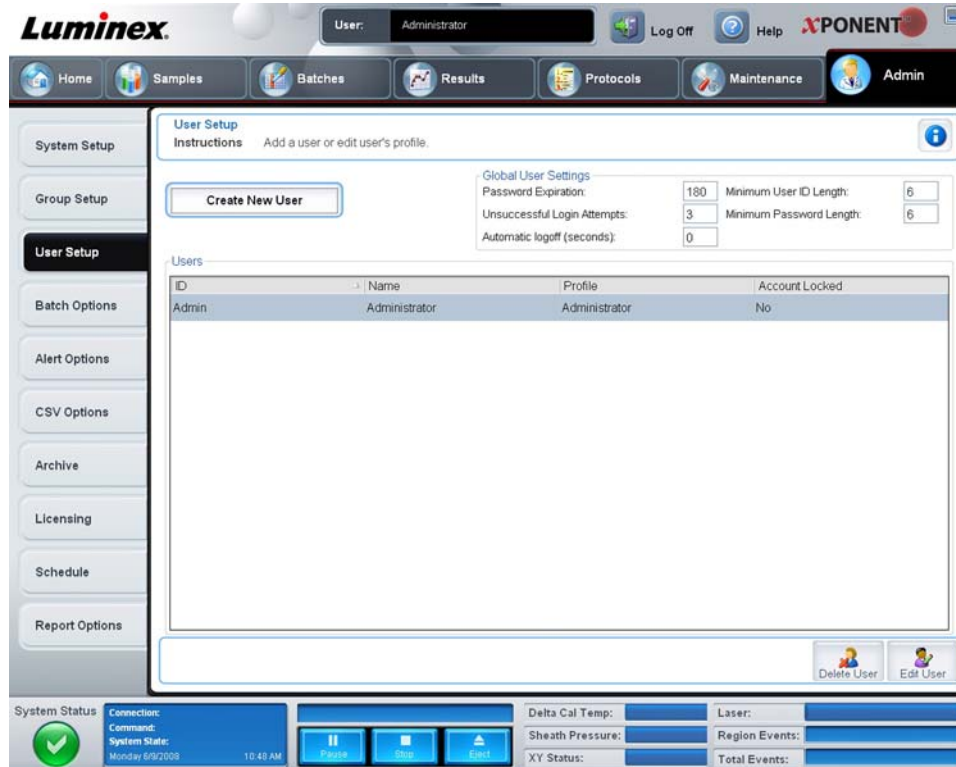 Luminex.
User: Administrator
Log Off
Help
XPONENT
Home
Samples
Batches
Results
Protocols
Maintenance
Admin
System Setup
Group Setup
User Setup
Batch Options
Alert Options
CSV Options
Archive
Licensing
Schedule
Report Options
User Setup
Instructions Add a user or edit user's profile.
Create New User
Global User Settings
Password Expiration: 180 Minimum User ID Length: 6
Unsuccessful Login Attempts: 3 Minimum Password Length: 6
Automatic logoff (seconds): 0
Users
ID Name Profile Account Locked
Admin Administrator Administrator No
Delete User
Edit User
System Status
Connection:
Command:
System State:
Monday 6/9/2008 10:48 AM
Pause
Stop
Eject
Delta Cal Temp:
Sheath Pressure:
XY Status:
Laser:
Region Events:
Total Events: